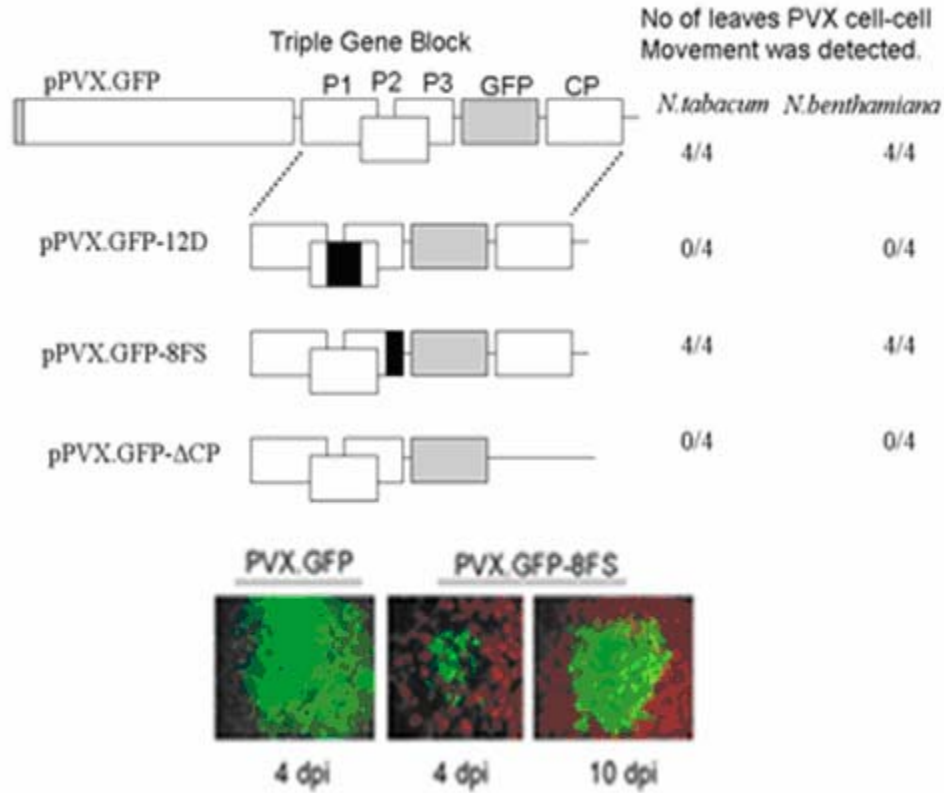 No of leaves PVX cell-cell
Movement was detected.
Triple Gene Block
pPVX.GFP
P1 P2 P3 GFP CP
N.tabacum N.benthamiana
4/4 4/4
pPVX.GFP-12D 0/4 0/4
pPVX.GFP-8FS 4/4 4/4
pPVX.GFP-ΔCP 0/4 0/4
PVX.GFP PVX.GFP-8FS
4 dpi 4 dpi 10 dpi